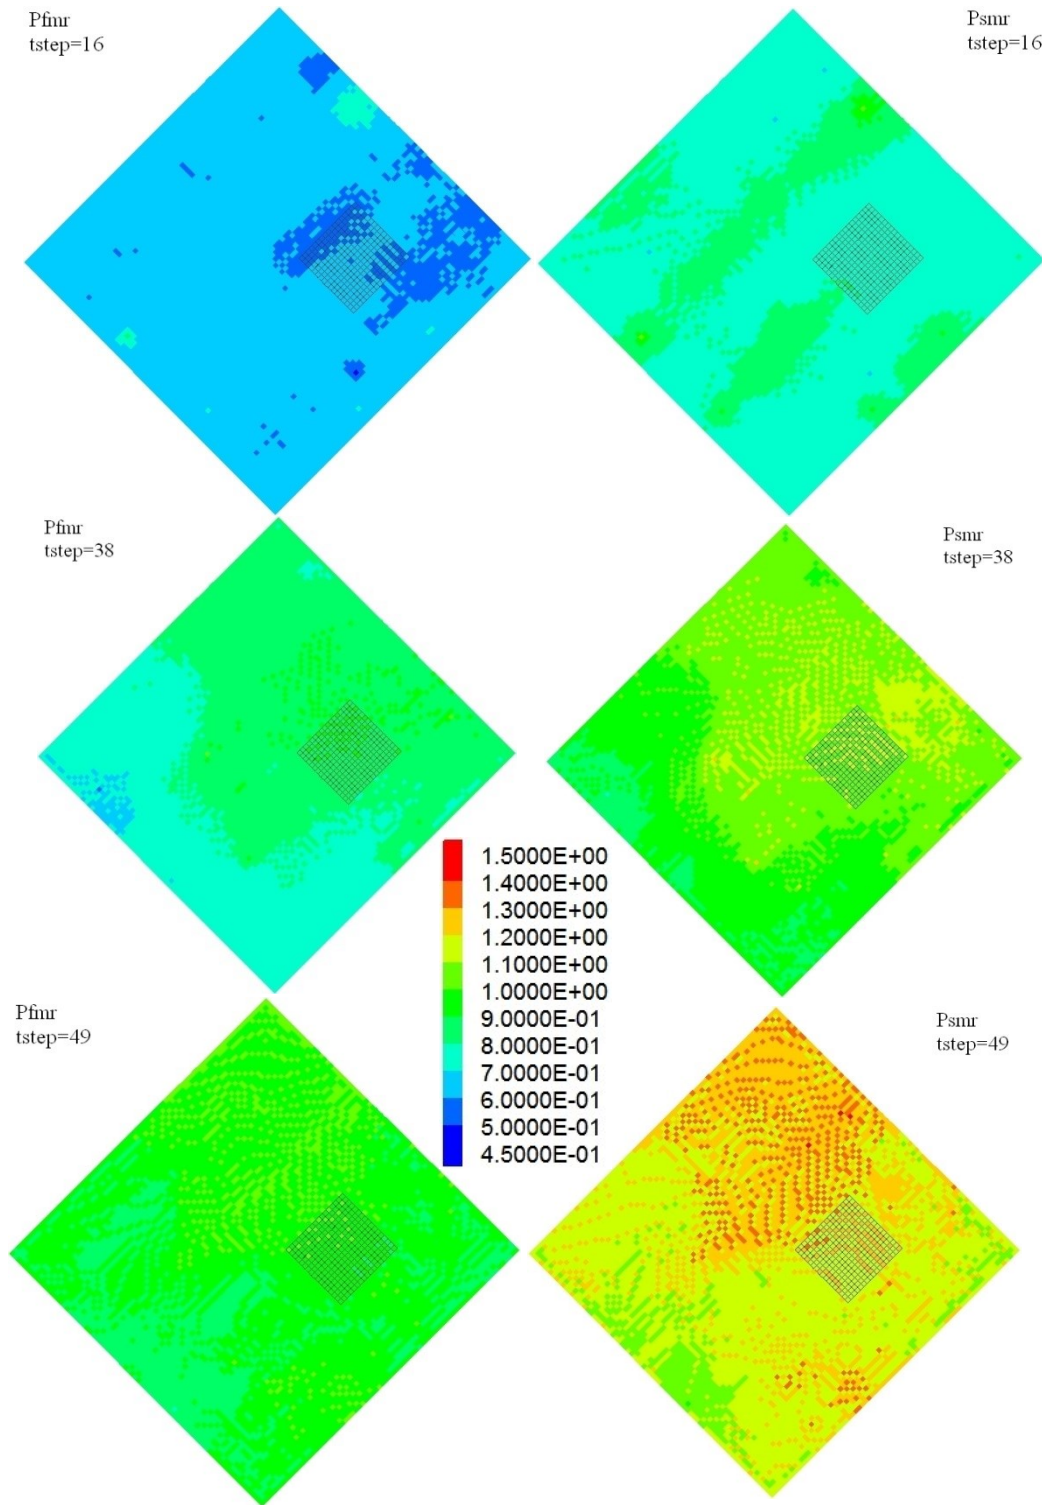 Pfmr
tstep=16
Psmr
tstep=16
Pfmr
tstep=38
Psmr
tstep=38
1.5000E+00
1.4000E+00
1.3000E+00
1.2000E+00
1.1000E+00
1.0000E+00
9.0000E-01
8.0000E-01
7.0000E-01
6.0000E-01
5.0000E-01
4.5000E-01
Pfmr
tstep=49
Psmr
tstep=49